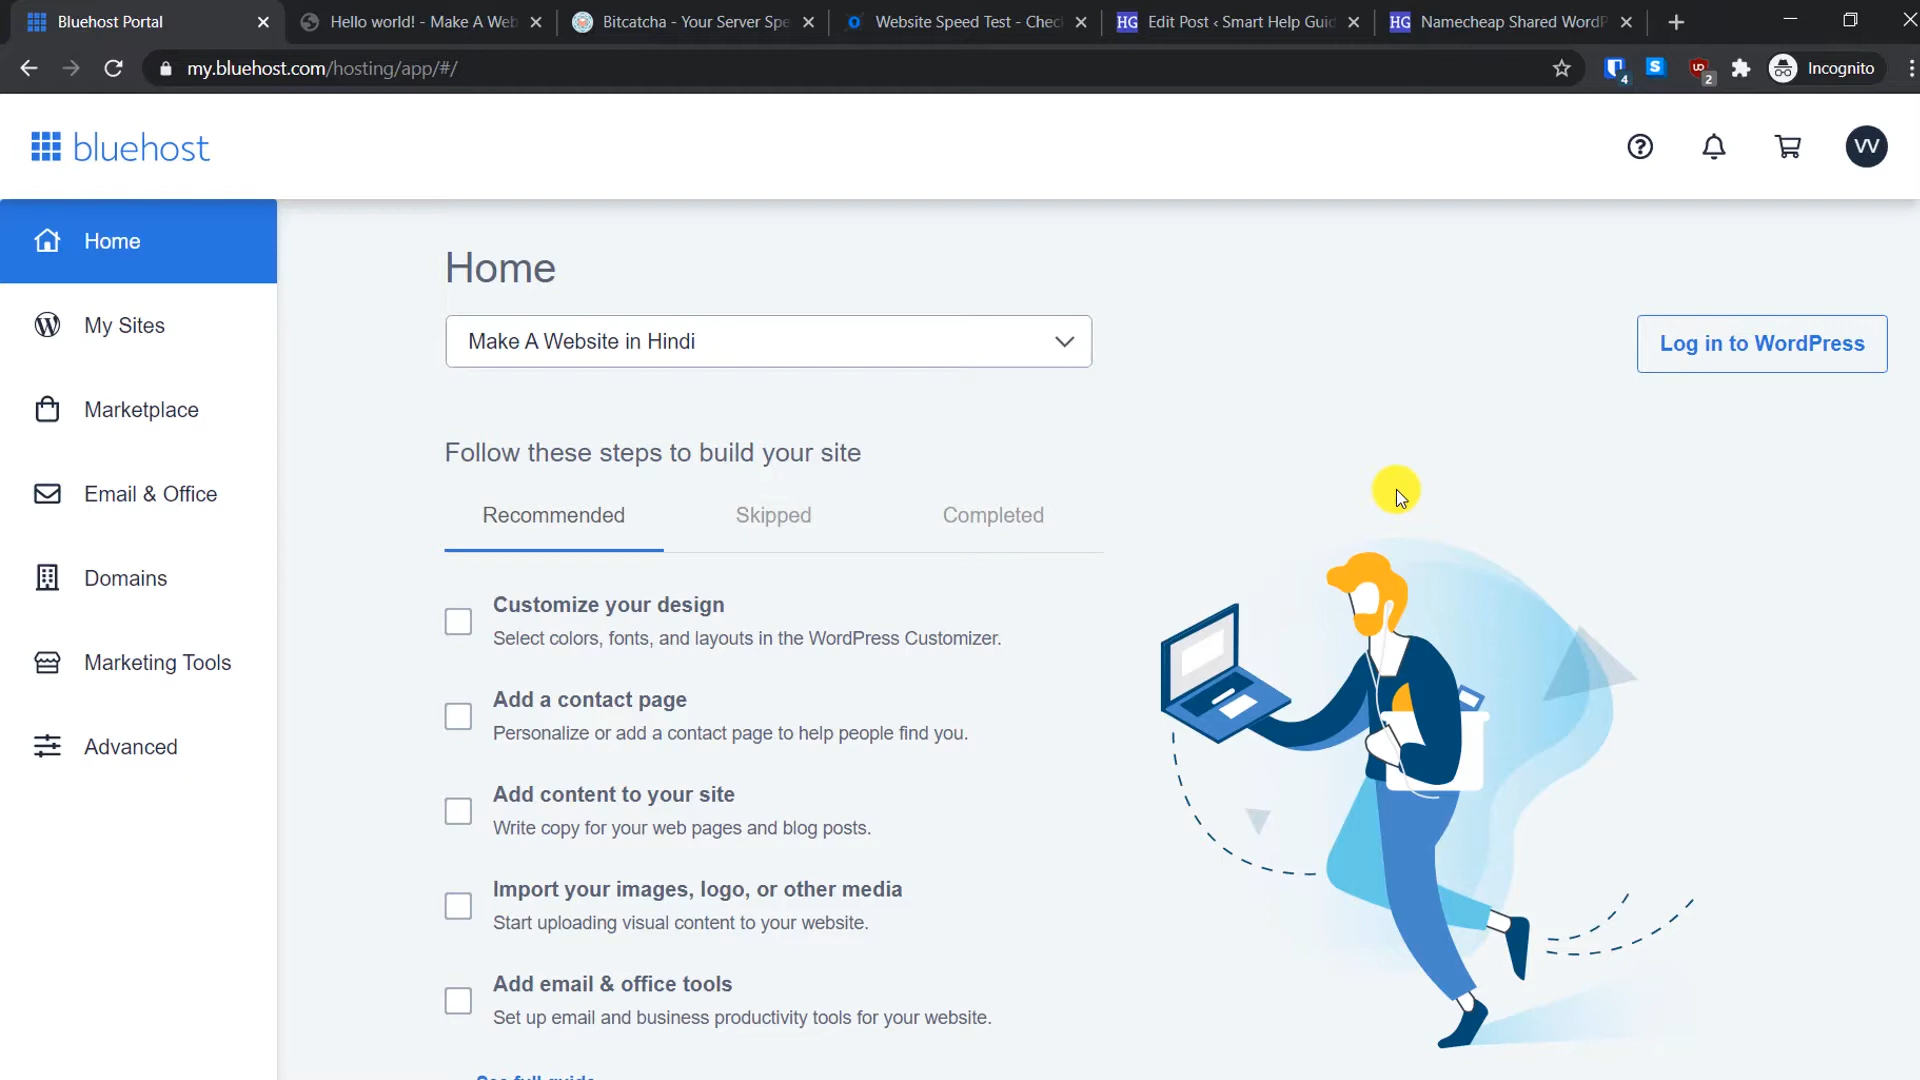 Bluehost Portal
Hello world! - Make A Web
Bitcatcha - Your Server Spe
Website Speed Test - Chec
HG Edit Post ‹ Smart Help Guid
HG Namecheap Shared WordP
my.bluehost.com/hosting/app/#/
4
S
2
Incognito
bluehost
VV
Home
My Sites
Marketplace
Email & Office
Domains
Marketing Tools
Advanced
Home
Make A Website in Hindi
Log in to WordPress
Follow these steps to build your site
Recommended
Skipped
Completed
Customize your design
Select colors, fonts, and layouts in the WordPress Customizer.
Add a contact page
Personalize or add a contact page to help people find you.
Add content to your site
Write copy for your web pages and blog posts.
Import your images, logo, or other media
Start uploading visual content to your website.
Add email & office tools
Set up email and business productivity tools for your website.
See full guide